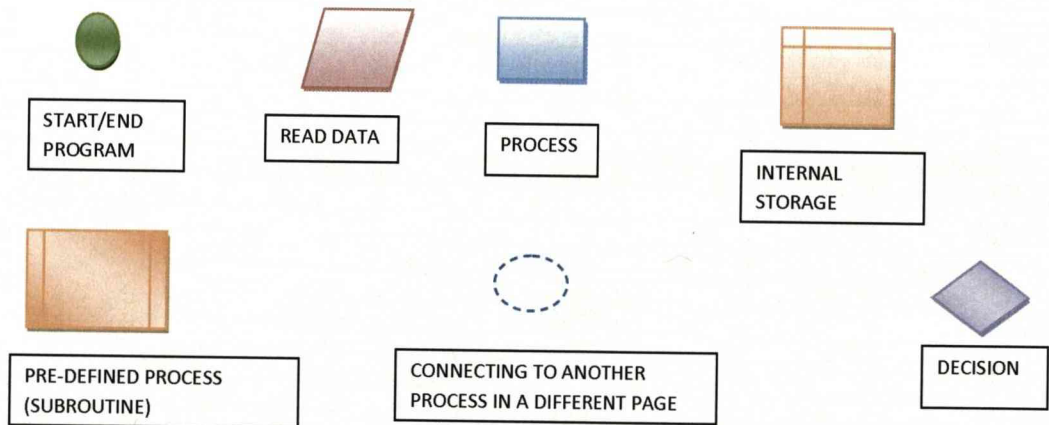 START/END
PROGRAM
READ DATA
PROCESS
INTERNAL
STORAGE
PRE-DEFINED PROCESS
(SUBROUTINE)
CONNECTING TO ANOTHER
PROCESS IN A DIFFERENT PAGE
DECISION